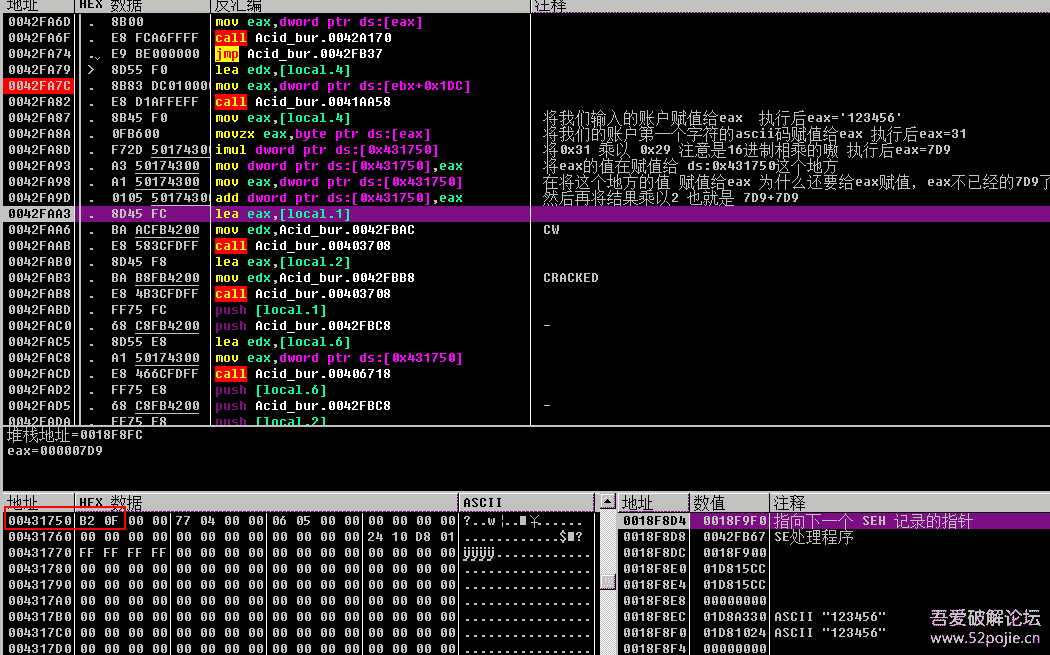 地址 HEX 数据 反汇编 注释
0042FA6D . 8B00 mov eax,dword ptr ds:[eax]
0042FA6F . E8 FCA6FFFF call Acid_bur.0042A170
0042FA74 . E9 BE000000 jmp Acid_bur.0042FB37
0042FA79 > 8D55 F0 lea edx,[local.4]
0042FA7C . 8B83 DC01000 mov eax,dword ptr ds:[ebx+0x1DC]
0042FA82 . E8 D1AFFEFF call Acid_bur.0041AA58
0042FA87 . 8B45 F0 mov eax,[local.4] 将我们输入的账户赋值给eax 执行后eax='123456'
0042FA8A . 0FB600 movzx eax,byte ptr ds:[eax] 将我们的账户第一个字符的ascii码赋值给eax 执行后eax=31
0042FA8D . F72D 5017430 imul dword ptr ds:[0x431750] 将0x31 乘以 0x29 注意是16进制相乘的嗷 执行后eax=7D9
0042FA93 . A3 50174300 mov dword ptr ds:[0x431750],eax 将eax的值在赋值给 ds:0x431750这个地方
0042FA98 . A1 50174300 mov eax,dword ptr ds:[0x431750] 在将这个地方的值 赋值给eax 为什么还要给eax赋值，eax不已经的7D9了
0042FA9D . 0105 5017430 add dword ptr ds:[0x431750],eax 然后再将结果乘以2 也就是 7D9+7D9
0042FAA3 . 8D45 FC lea eax,[local.1]
0042FAA6 . BA ACFB4200 mov edx,Acid_bur.0042FBAC CW
0042FAAB . E8 583CFDFF call Acid_bur.00403708
0042FAB0 . 8D45 F8 lea eax,[local.2]
0042FAB3 . BA B8FB4200 mov edx,Acid_bur.0042FBB8 CRACKED
0042FAB8 . E8 4B3CFDFF call Acid_bur.00403708
0042FABD . FF75 FC push [local.1]
0042FAC0 . 68 C8FB4200 push Acid_bur.0042FBC8 -
0042FAC5 . 8D55 E8 lea edx,[local.6]
0042FAC8 . A1 50174300 mov eax,dword ptr ds:[0x431750]
0042FACD . E8 466CFDFF call Acid_bur.00406718
0042FAD2 . FF75 E8 push [local.6]
0042FAD5 . 68 C8FB4200 push Acid_bur.0042FBC8 -
0042FADA . FF75 F8 push [local.2]
堆栈地址=0018F8FC
eax=000007D9
地址 HEX 数据 ASCII
00431750 B2 0F 00 00 77 04 00 00 06 05 00 00 00 00 00 00
00431760 00 00 00 00 00 00 00 00 00 00 00 00 24 10 D8 01
00431770 FF FF FF FF 00 00 00 00 00 00 00 00 00 00 00 00
00431780 00 00 00 00 00 00 00 00 00 00 00 00 00 00 00 00
00431790 00 00 00 00 00 00 00 00 00 00 00 00 00 00 00 00
004317A0 00 00 00 00 00 00 00 00 00 00 00 00 00 00 00 00
004317B0 00 00 00 00 00 00 00 00 00 00 00 00 00 00 00 00
004317C0 00 00 00 00 00 00 00 00 00 00 00 00 00 00 00 00
004317D0 00 00 00 00 00 00 00 00 00 00 00 00 00 00 00 00
地址 数值 注释
0018F8D4 0018F9F0 指向下一个 SEH 记录的指针
0018F8D8 0042FB67 SE处理程序
0018F8DC 0018F900
0018F8E0 01D815CC
0018F8E4 01D815CC
0018F8E8 00000000
0018F8EC 01D8A330 ASCII "123456"
0018F8F0 01D81024 ASCII "123456"
0018F8F4 00000000
吾爱破解论坛
www.52pojie.cn